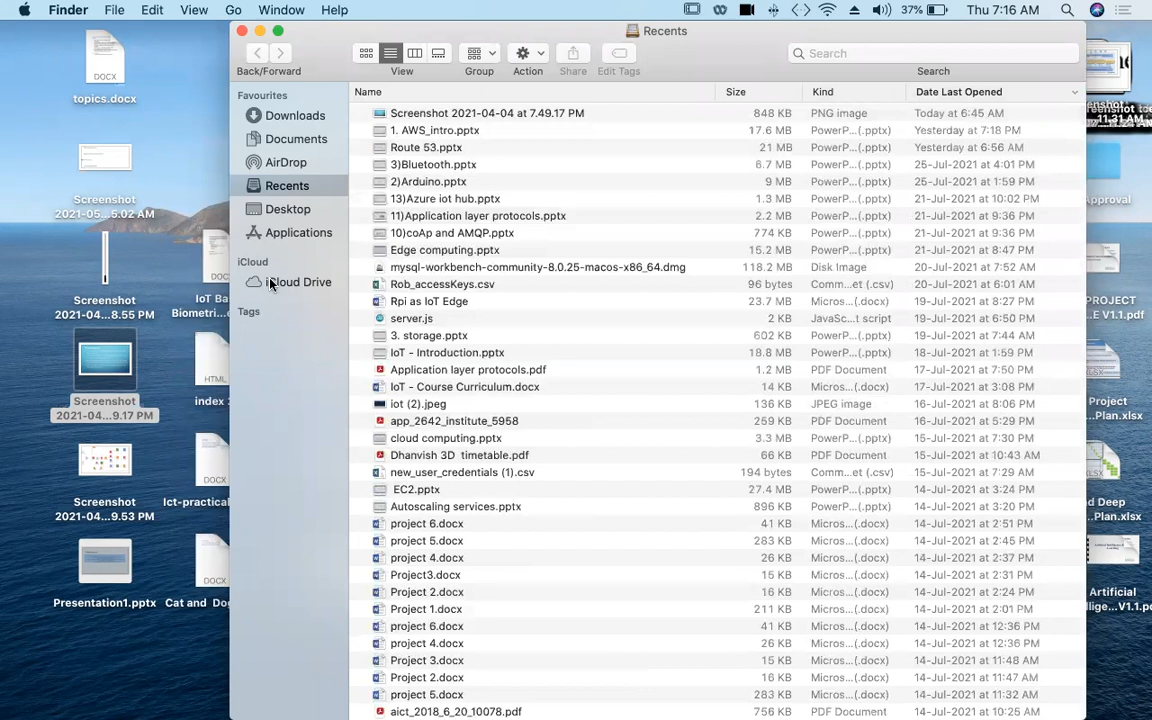 Finder File Edit View Go Window Help 37% Thu 7:16 AM
Recents
Search
Back/Forward View Group Action Share Edit Tags Search
Favourites
Downloads
Documents
AirDrop
Recents
Desktop
Applications
iCloud
iCloud Drive
Tags
Name Size Kind Date Last Opened
Screenshot 2021-04-04 at 7.49.17 PM 848 KB PNG image Today at 6:45 AM
1. AWS_intro.pptx 17.6 MB PowerP...(.pptx) Yesterday at 7:18 PM
Route 53.pptx 21 MB PowerP...(.pptx) Yesterday at 6:56 AM
3)Bluetooth.pptx 6.7 MB PowerP...(.pptx) 25-Jul-2021 at 4:01 PM
2)Arduino.pptx 9 MB PowerP...(.pptx) 25-Jul-2021 at 1:59 PM
13)Azure iot hub.pptx 1.3 MB PowerP...(.pptx) 21-Jul-2021 at 10:02 PM
11)Application layer protocols.pptx 2.2 MB PowerP...(.pptx) 21-Jul-2021 at 9:36 PM
10)coAp and AMQP.pptx 774 KB PowerP...(.pptx) 21-Jul-2021 at 9:36 PM
Edge computing.pptx 15.2 MB PowerP...(.pptx) 21-Jul-2021 at 8:47 PM
mysql-workbench-community-8.0.25-macos-x86_64.dmg 118.2 MB Disk Image 20-Jul-2021 at 7:52 AM
Rob_accessKeys.csv 96 bytes Comm...et (.csv) 20-Jul-2021 at 6:01 AM
Rpi as IoT Edge 23.7 MB Micros...(.docx) 19-Jul-2021 at 7:38 PM
server.js 2 KB JavaSc...t script 19-Jul-2021 at 6:50 PM
3. storage.pptx 602 KB PowerP...(.pptx) 19-Jul-2021 at 7:44 AM
IoT - Introduction.pptx 18.8 MB PowerP...(.pptx) 18-Jul-2021 at 1:59 PM
Application layer protocols.pdf 1.2 MB PDF Document 17-Jul-2021 at 7:50 PM
IoT - Course Curriculum.docx 14 KB Micros...(.docx) 17-Jul-2021 at 3:08 PM
iot (2).jpeg 136 KB JPEG image 16-Jul-2021 at 8:06 PM
app_2642_institute_5958 259 KB PDF Document 16-Jul-2021 at 5:29 PM
cloud computing.pptx 3.3 MB PowerP...(.pptx) 15-Jul-2021 at 7:30 PM
Dhanvish 3D timetable.pdf 66 KB PDF Document 15-Jul-2021 at 10:43 AM
new_user_credentials (1).csv 194 bytes Comm...et (.csv) 15-Jul-2021 at 7:29 AM
EC2.pptx 27.4 MB PowerP...(.pptx) 14-Jul-2021 at 3:24 PM
Autoscaling services.pptx 896 KB PowerP...(.pptx) 14-Jul-2021 at 3:20 PM
project 6.docx 41 KB Micros...(.docx) 14-Jul-2021 at 2:51 PM
project 5.docx 283 KB Micros...(.docx) 14-Jul-2021 at 2:45 PM
project 4.docx 26 KB Micros...(.docx) 14-Jul-2021 at 2:37 PM
Project3.docx 15 KB Micros...(.docx) 14-Jul-2021 at 2:31 PM
Project 2.docx 16 KB Micros...(.docx) 14-Jul-2021 at 2:24 PM
Project 1.docx 211 KB Micros...(.docx) 14-Jul-2021 at 2:01 PM
project 6.docx 41 KB Micros...(.docx) 14-Jul-2021 at 12:36 PM
project 4.docx 26 KB Micros...(.docx) 14-Jul-2021 at 12:36 PM
Project 3.docx 15 KB Micros...(.docx) 14-Jul-2021 at 11:48 AM
Project 2.docx 16 KB Micros...(.docx) 14-Jul-2021 at 11:47 AM
project 5.docx 283 KB Micros...(.docx) 14-Jul-2021 at 11:32 AM
aict_2018_6_20_10078.pdf 756 KB PDF Document 14-Jul-2021 at 10:25 AM
DOCX
topics.docx
Screenshot
2021-05...5.02 AM
Screenshot
2021-04...8.55 PM
Screenshot
2021-04...9.17 PM
Screenshot
2021-04...9.53 PM
Presentation1.pptx
DOCX
IoT Ba
Biometri...e
HTML
index
DOCX
Ict-practical
DOCX
Cat and Do
11.31 AM
Approval
PROJECT
E V1.1.pdf
Project
Plan.xlsx
nd Deep
...Plan.xlsx
Artificial
llige...V1.1.pd